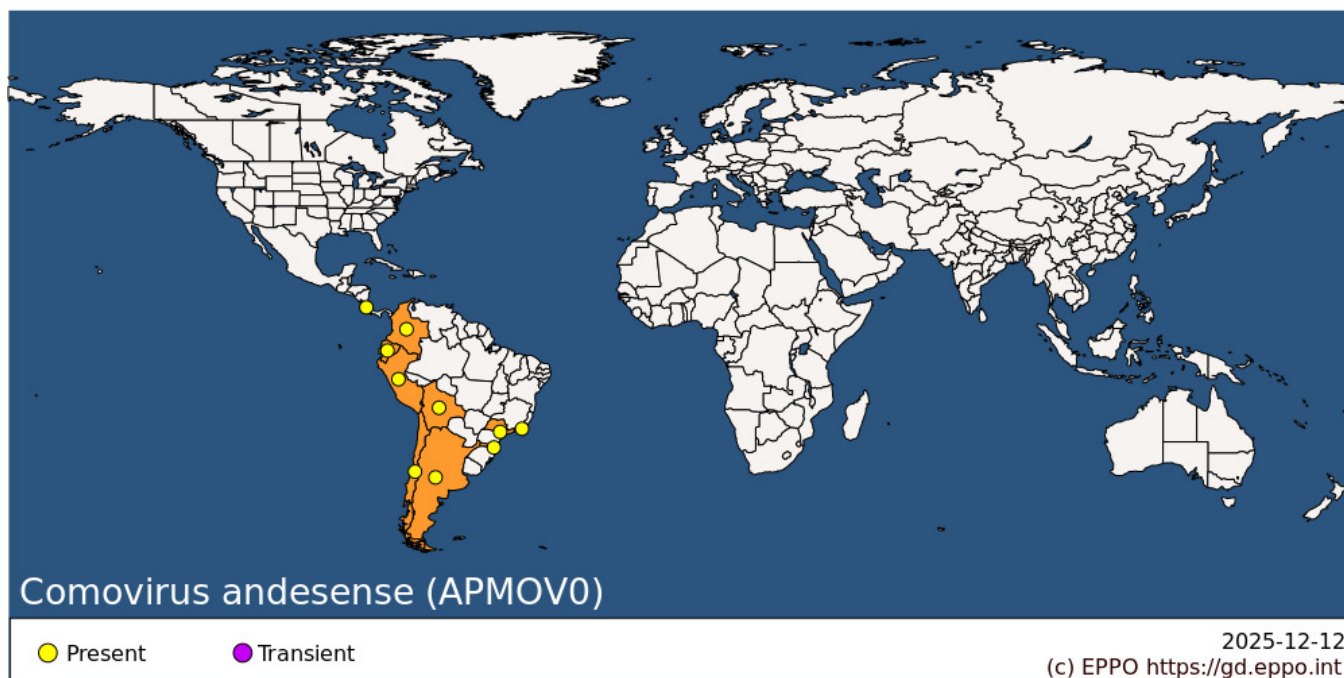 Comovirus andesense (APMOV0)
Present
Transient
2025-12-12
(c) EPPO https://gd.eppo.int